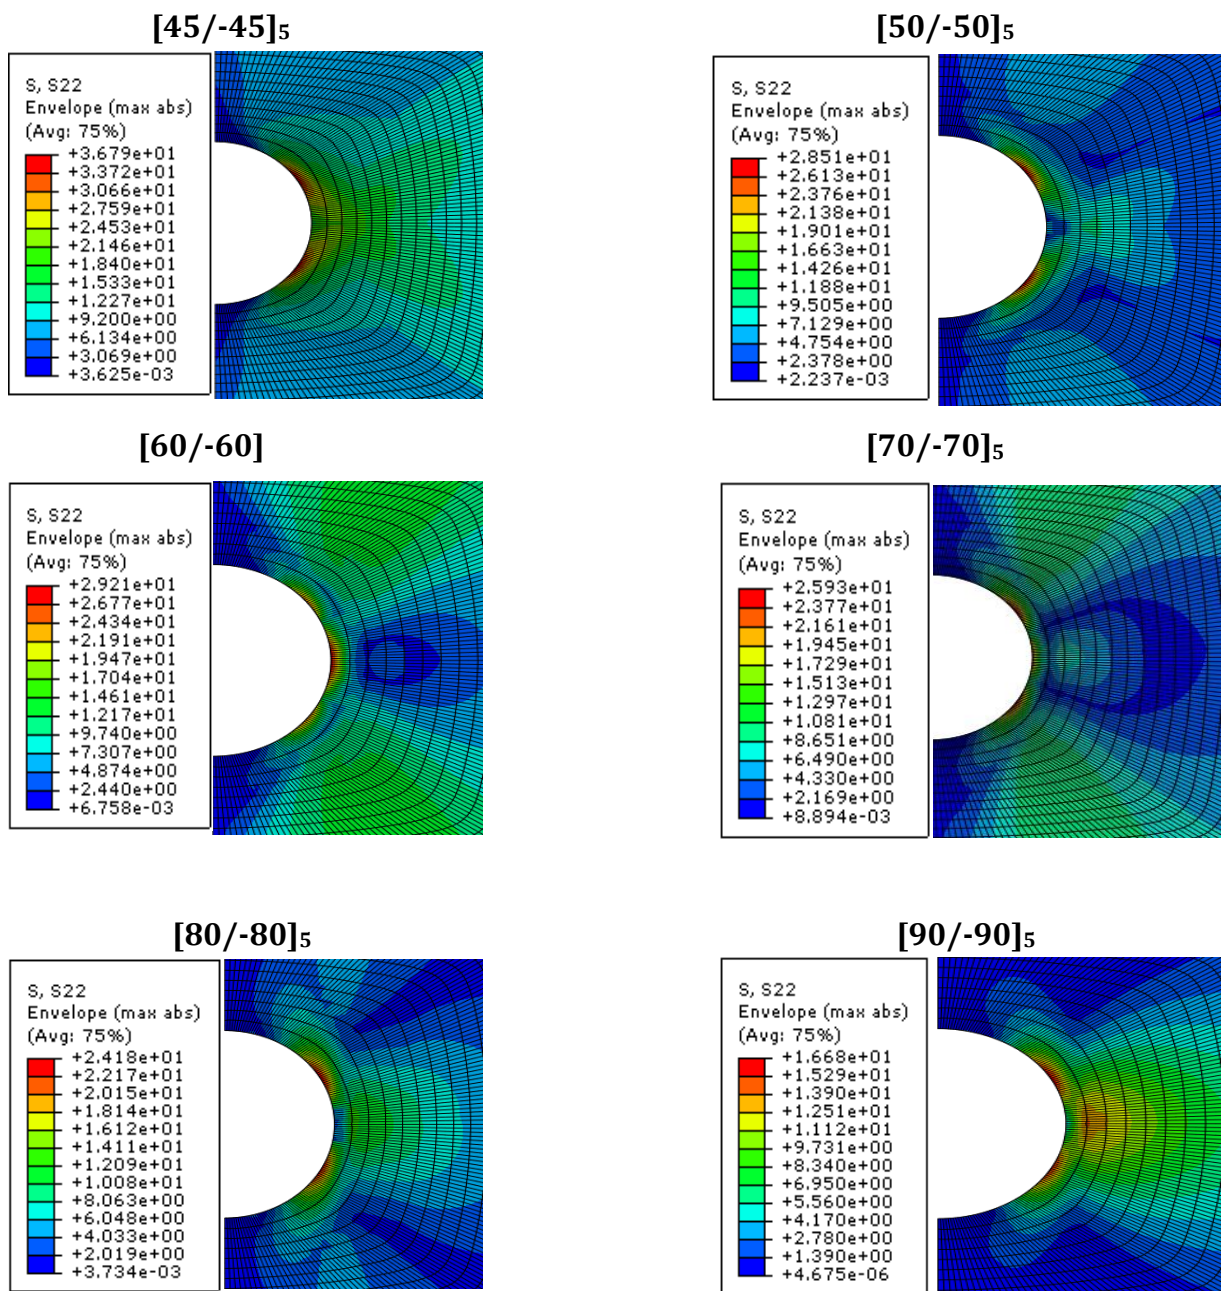 [45/-45]₅
S, S22
Envelope (max abs)
(Avg: 75%)
+3.679e+01
+3.372e+01
+3.066e+01
+2.759e+01
+2.453e+01
+2.146e+01
+1.840e+01
+1.533e+01
+1.227e+01
+9.200e+00
+6.134e+00
+3.069e+00
+3.625e-03
[50/-50]₅
S, S22
Envelope (max abs)
(Avg: 75%)
+2.851e+01
+2.613e+01
+2.376e+01
+2.138e+01
+1.901e+01
+1.663e+01
+1.426e+01
+1.188e+01
+9.505e+00
+7.129e+00
+4.754e+00
+2.378e+00
+2.237e-03
[60/-60]
S, S22
Envelope (max abs)
(Avg: 75%)
+2.921e+01
+2.677e+01
+2.434e+01
+2.191e+01
+1.947e+01
+1.704e+01
+1.461e+01
+1.217e+01
+9.740e+00
+7.307e+00
+4.874e+00
+2.440e+00
+6.758e-03
[70/-70]₅
S, S22
Envelope (max abs)
(Avg: 75%)
+2.593e+01
+2.377e+01
+2.161e+01
+1.945e+01
+1.729e+01
+1.513e+01
+1.297e+01
+1.081e+01
+8.651e+00
+6.490e+00
+4.330e+00
+2.169e+00
+8.894e-03
[80/-80]₅
S, S22
Envelope (max abs)
(Avg: 75%)
+2.418e+01
+2.217e+01
+2.015e+01
+1.814e+01
+1.612e+01
+1.411e+01
+1.209e+01
+1.008e+01
+8.063e+00
+6.048e+00
+4.033e+00
+2.019e+00
+3.734e-03
[90/-90]₅
S, S22
Envelope (max abs)
(Avg: 75%)
+1.668e+01
+1.529e+01
+1.390e+01
+1.251e+01
+1.112e+01
+9.731e+00
+8.340e+00
+6.950e+00
+5.560e+00
+4.170e+00
+2.780e+00
+1.390e+00
+4.675e-06